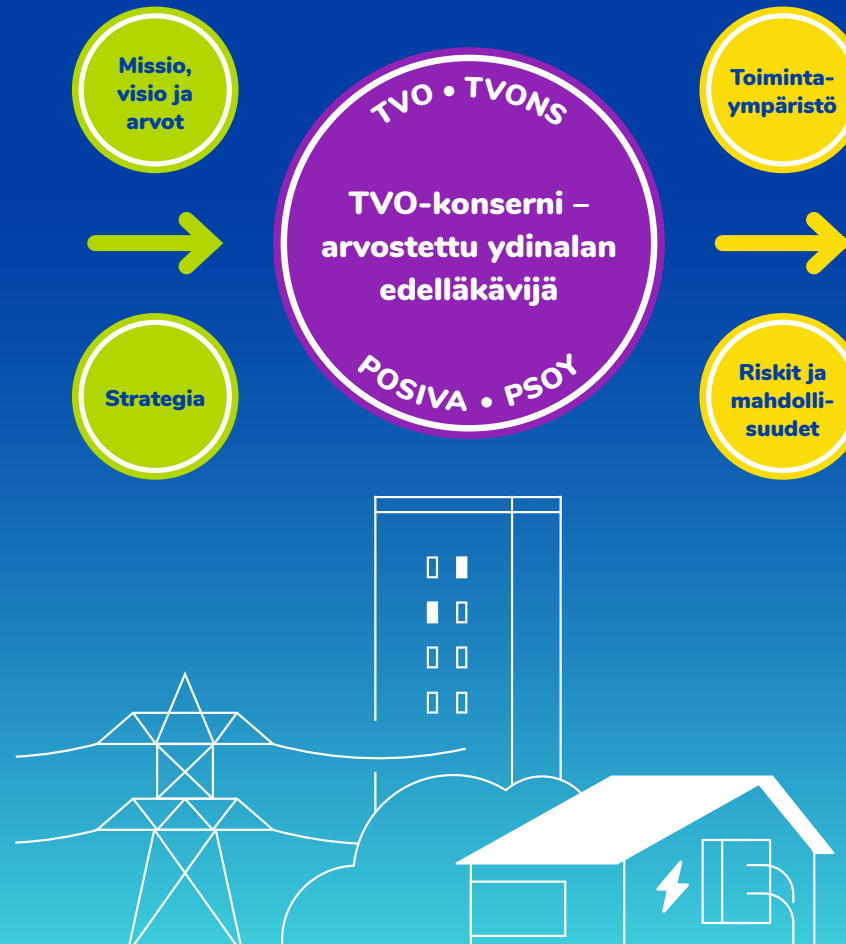 Missio,
visio ja
arvot
Strategia
TVO • TVONS
TVO-konserni –
arvostettu ydinalan
edelläkävijä
POSIVA • PSOY
Toiminta-
ympäristö
Riskit ja
mahdolli-
suudet